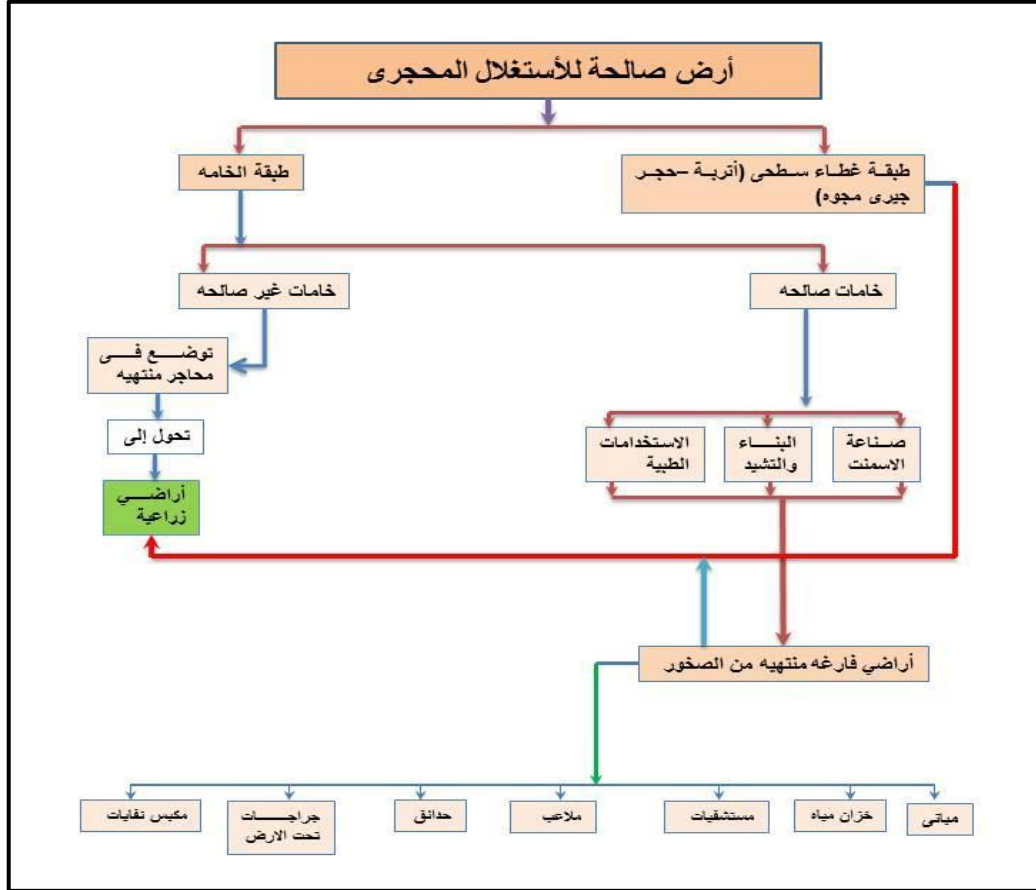 أرض صالحة للأستغلال المحجرى
طبقة غطاء سطحى (أتربة –حجر
جيرى مجوه)
طبقة الخامه
خامات صالحه
خامات غير صالحه
توضع فى
محاجر منتهيه
تحول إلى
أراضي
زراعية
صناعة
الاسمنت
البناء
والتشيد
الاستخدامات
الطبية
أراضي فارغه منتهيه من الصخور
مبانى
خزان مياه
مستشفيات
ملاعب
حدائق
جراجات
تحت الارض
مكبس نفايات